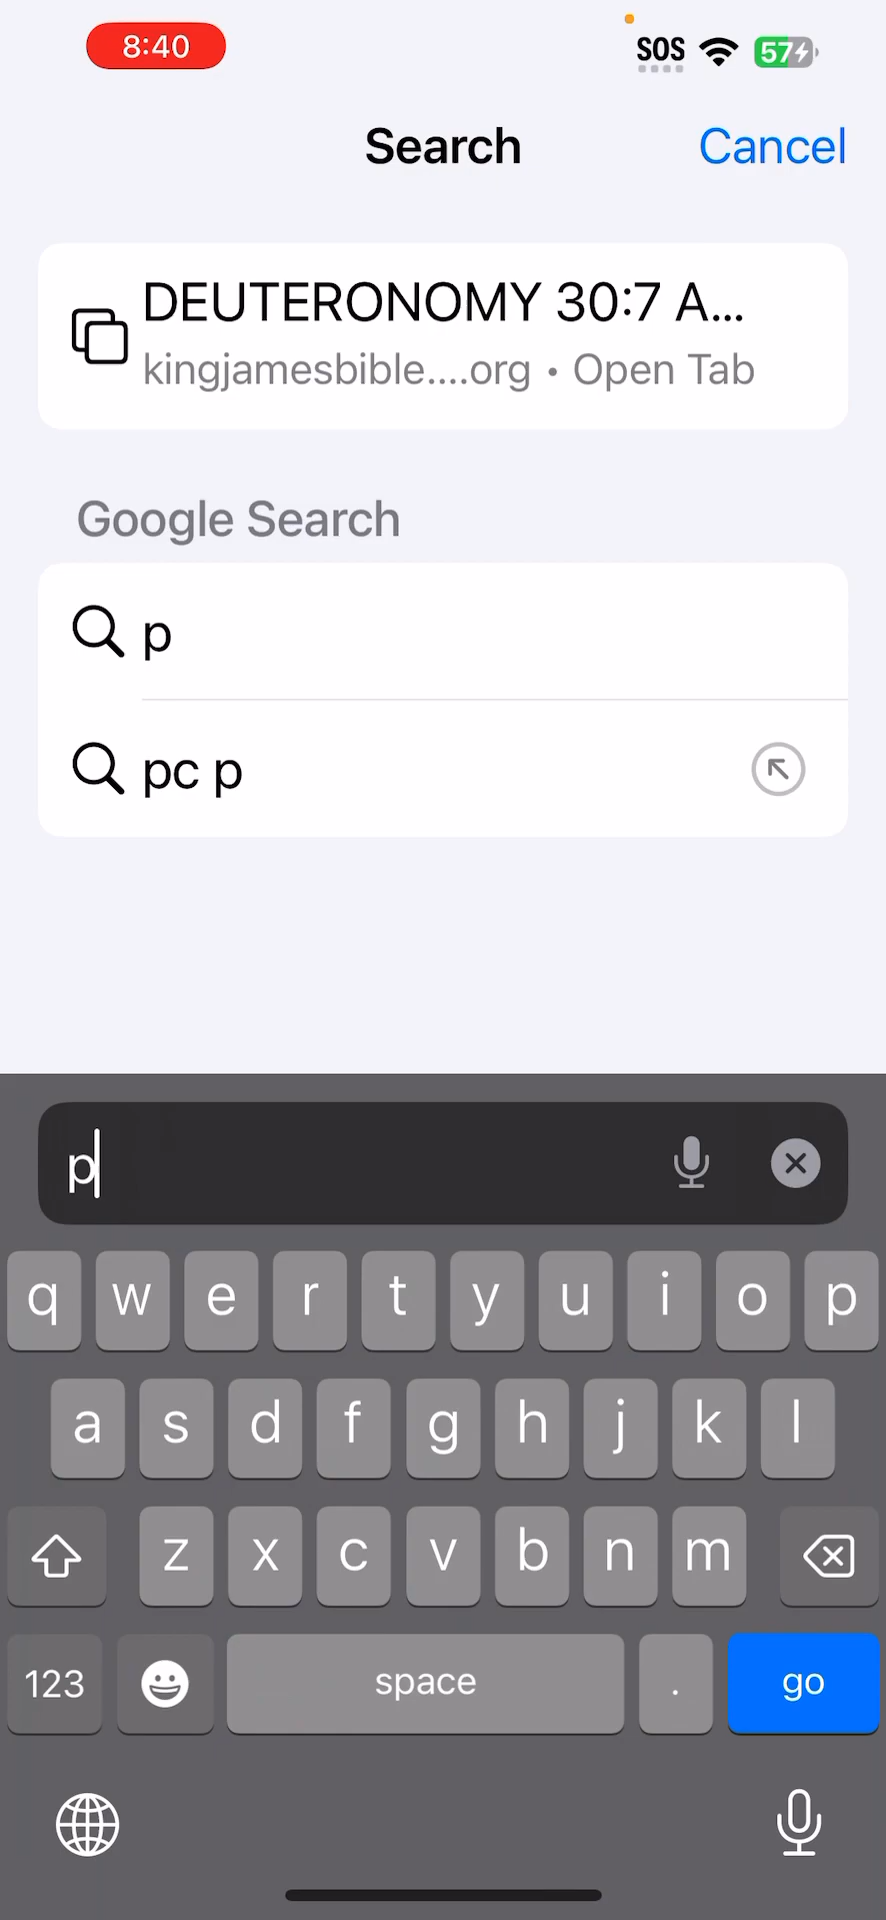 8:40
SOS
57
Search
Cancel
DEUTERONOMY 30:7 A...
kingjamesbible....org • Open Tab
Google Search
p
pc p
p
q w e r t y u i o p
a s d f g h j k l
z x c v b n m
123 space . go